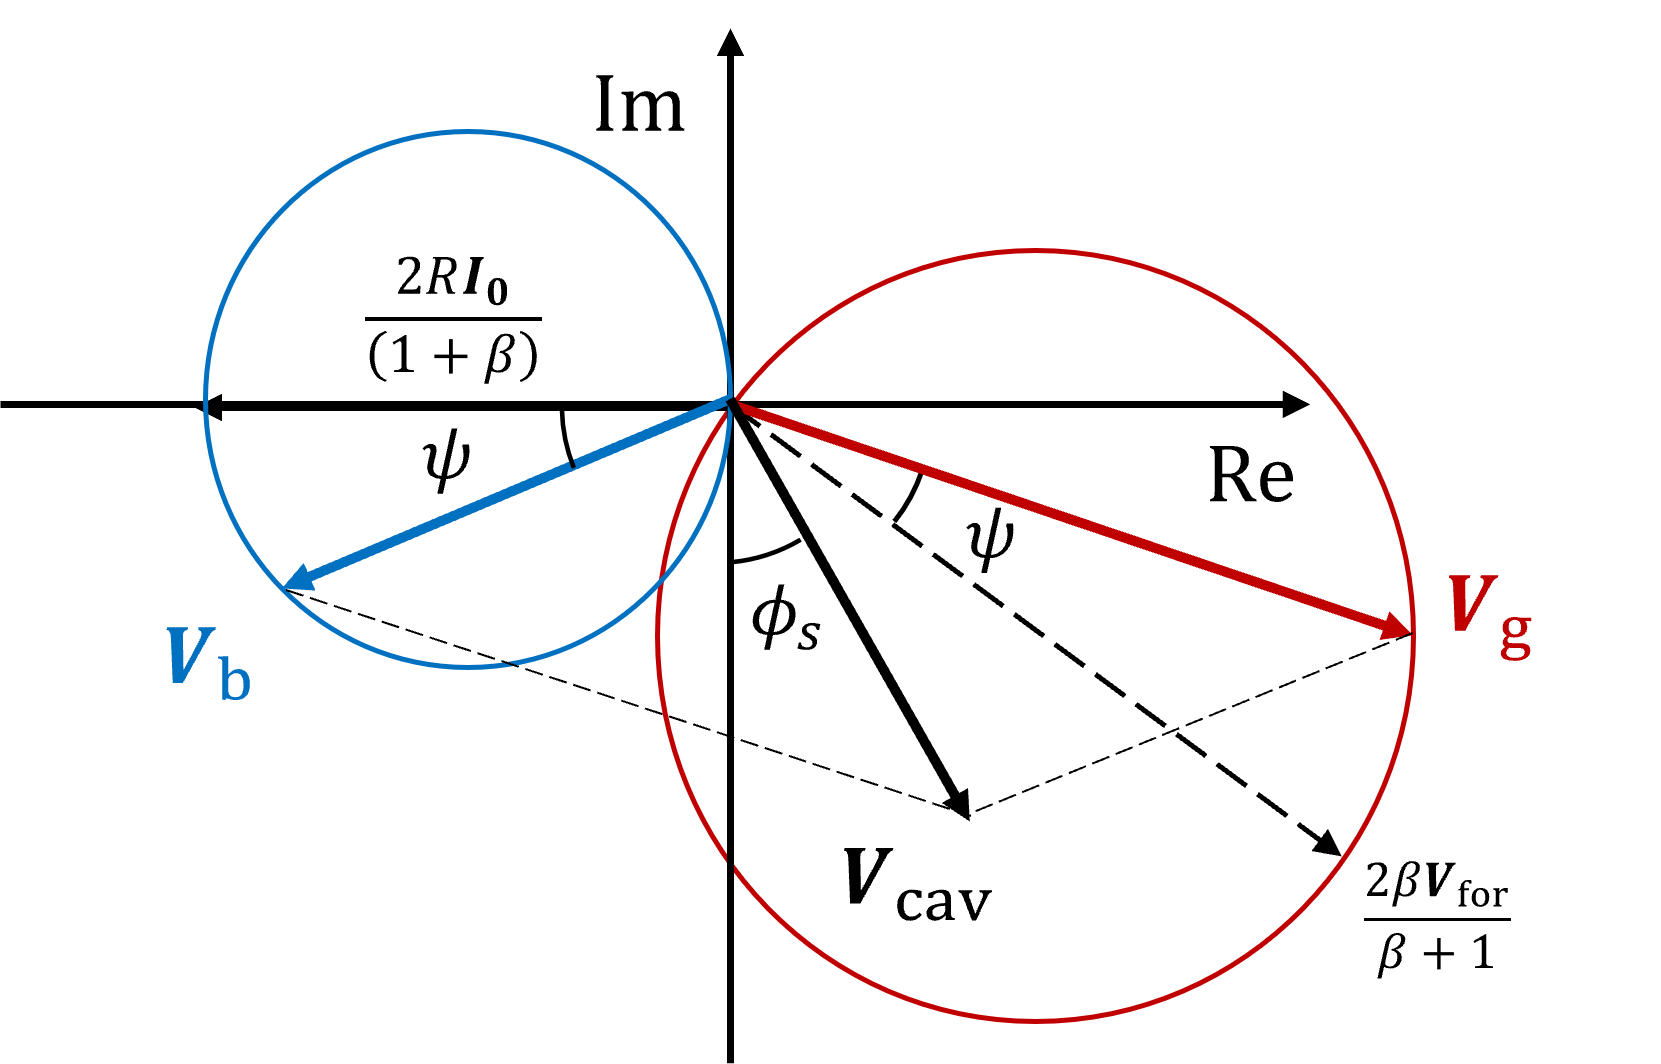 Im
2RI₀
(1 + β)
ψ
Re
ψ
ϕₛ
V_g
V_b
V_cav
2βV_for
β + 1